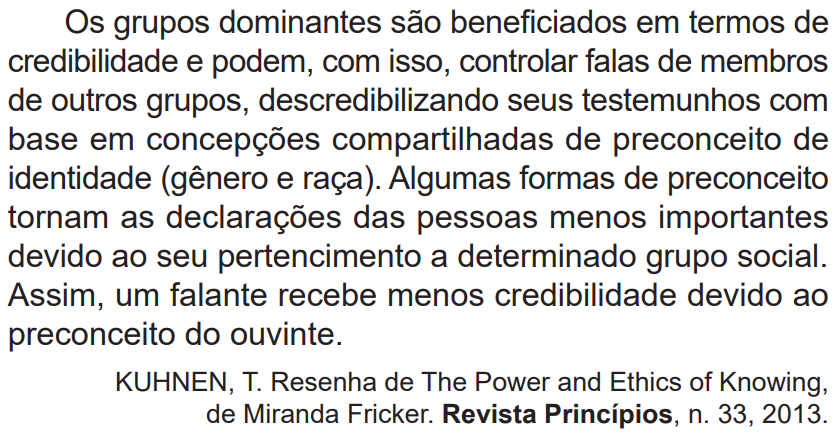 Os grupos dominantes são beneficiados em termos de
credibilidade e podem, com isso, controlar falas de membros
de outros grupos, descredibilizando seus testemunhos com
base em concepções compartilhadas de preconceito de
identidade (gênero e raça). Algumas formas de preconceito
tornam as declarações das pessoas menos importantes
devido ao seu pertencimento a determinado grupo social.
Assim, um falante recebe menos credibilidade devido ao
preconceito do ouvinte.
KUHNEN, T. Resenha de The Power and Ethics of Knowing,
de Miranda Fricker. Revista Princípios, n. 33, 2013.